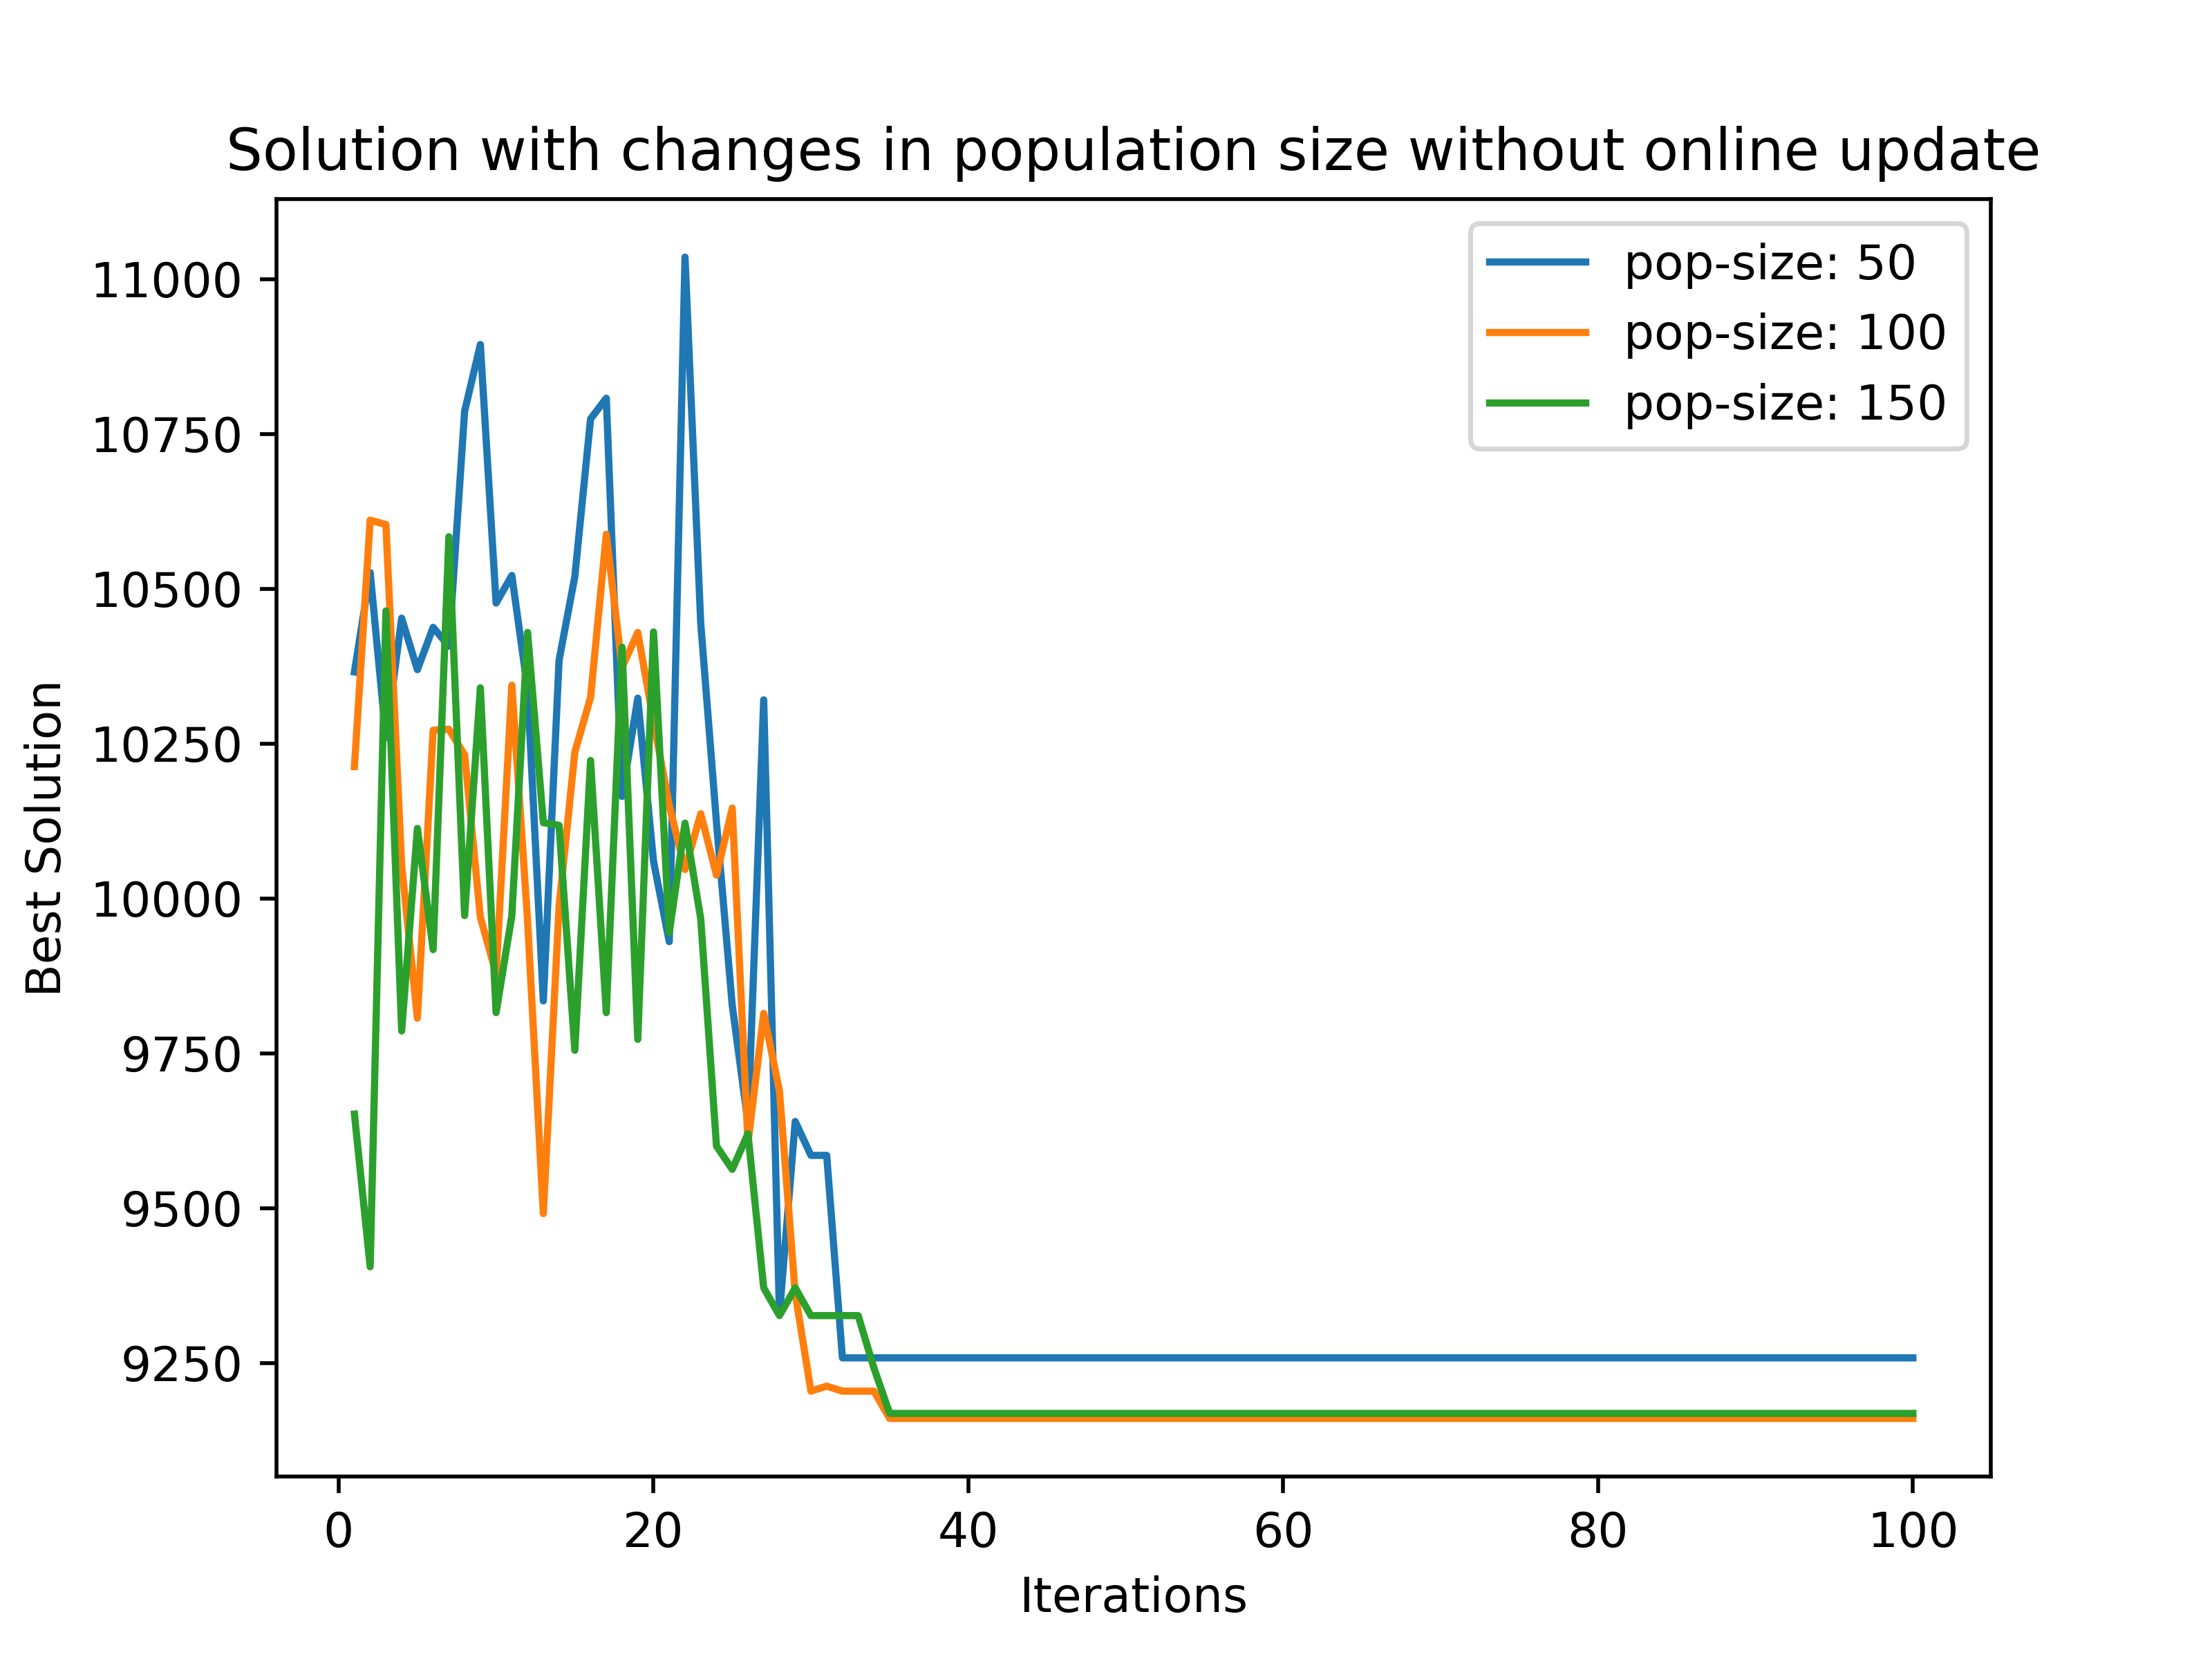 Solution with changes in population size without online update
pop-size: 50
pop-size: 100
pop-size: 150
11000
10750
10500
10250
10000
9750
9500
9250
Best Solution
0 20 40 60 80 100
Iterations